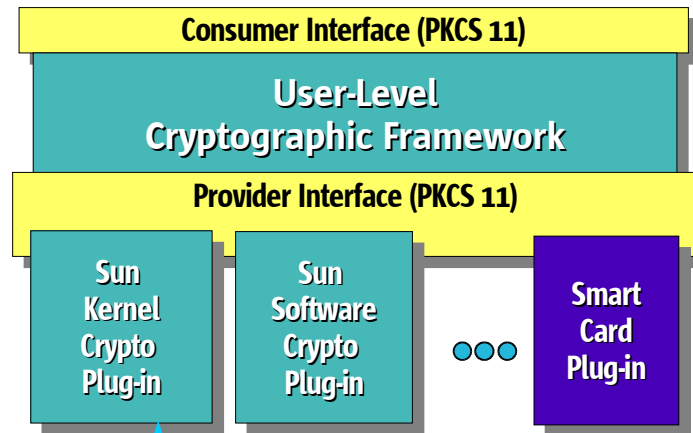 Consumer Interface (PKCS 11)
User-Level
Cryptographic Framework
Provider Interface (PKCS 11)
Sun
Kernel
Crypto
Plug-in
Sun
Software
Crypto
Plug-in
Smart
Card
Plug-in